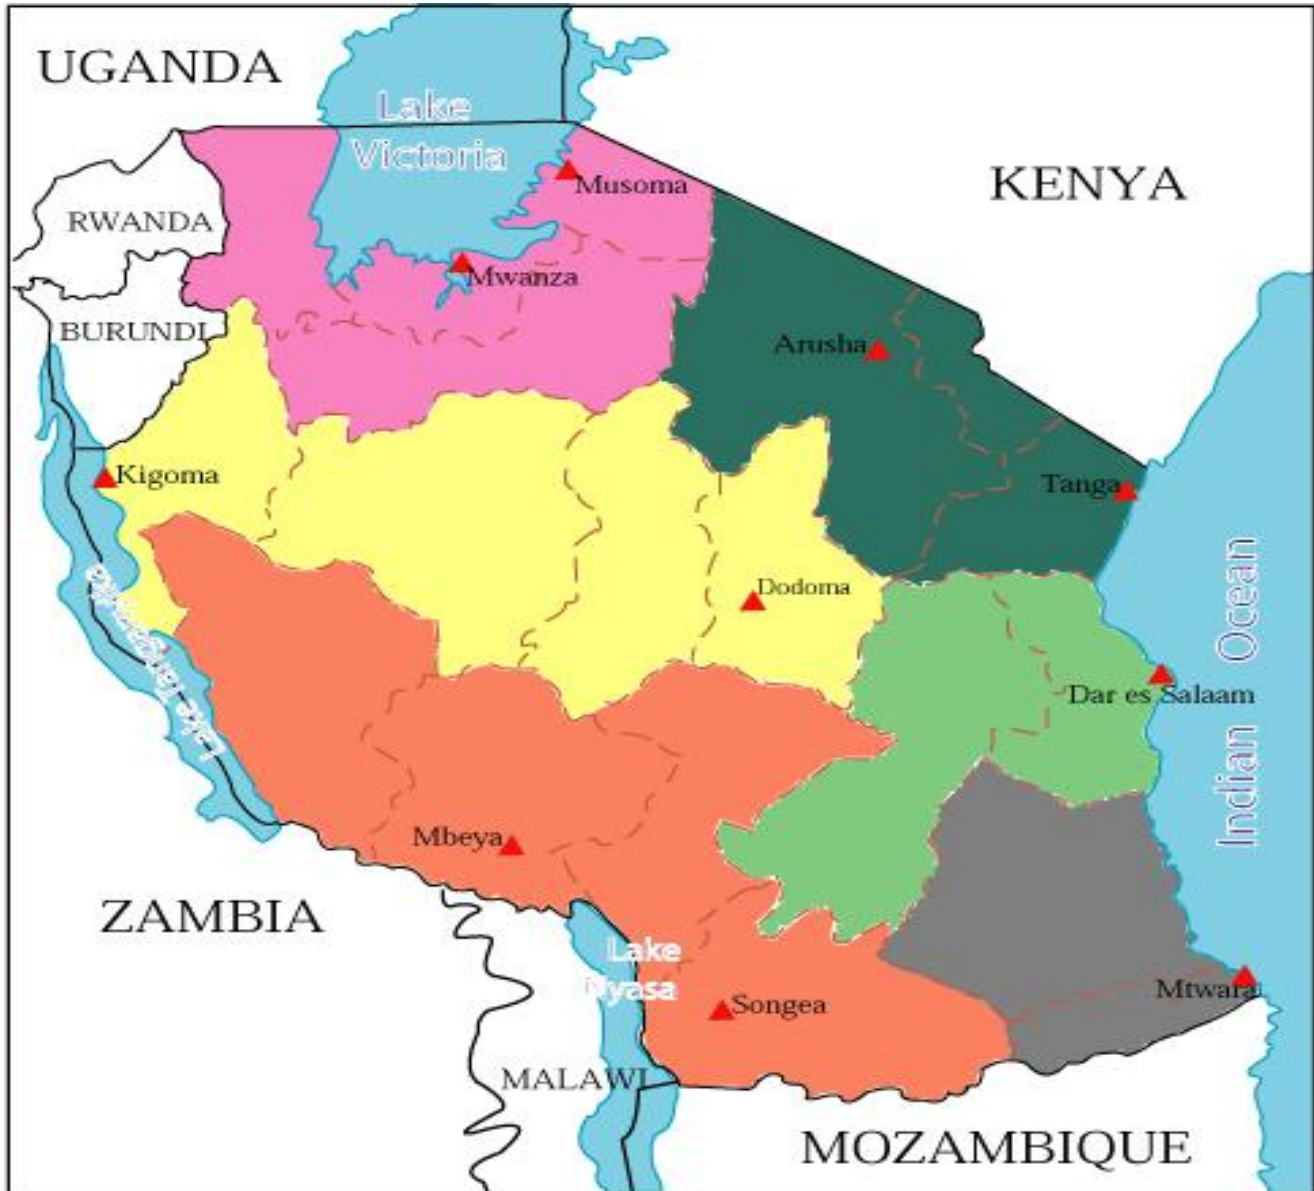 UGANDA
Lake
Victoria
KENYA
Musoma
RWANDA
Mwanza
BURUNDI
Arusha
Kigoma
Tanga
Dodoma
Lake Tanganyika
Indian Ocean
Dar es Salaam
Mbeya
ZAMBIA
Lake
Nyasa
Mtwara
Songea
MALAWI
MOZAMBIQUE